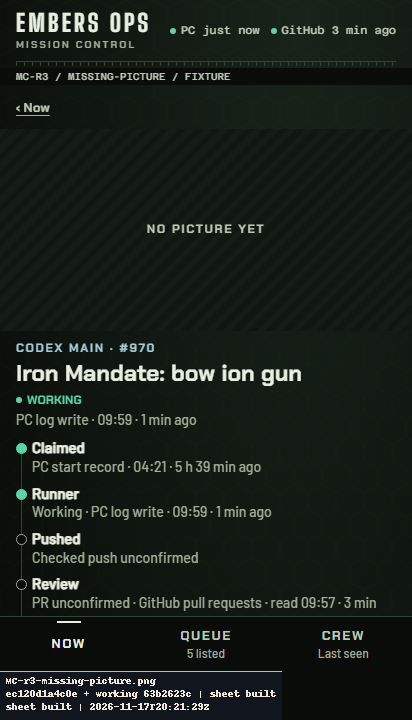 EMBERS OPS
MISSION CONTROL
PC just now GitHub 3 min ago
MC-R3 / MISSING-PICTURE / FIXTURE
‹ Now
NO PICTURE YET
CODEX MAIN · #970
Iron Mandate: bow ion gun
WORKING
PC log write · 09:59 · 1 min ago
Claimed
PC start record · 04:21 · 5 h 39 min ago
Runner
Working · PC log write · 09:59 · 1 min ago
Pushed
Checked push unconfirmed
Review
PR unconfirmed · GitHub pull requests · read 09:57 · 3 min
NOW
QUEUE
5 listed
CREW
Last seen
MC-r3-missing-picture.png
ec120d1a4c0e + working 63b2623c | sheet built
sheet built | 2026-11-17T20:21:29Z